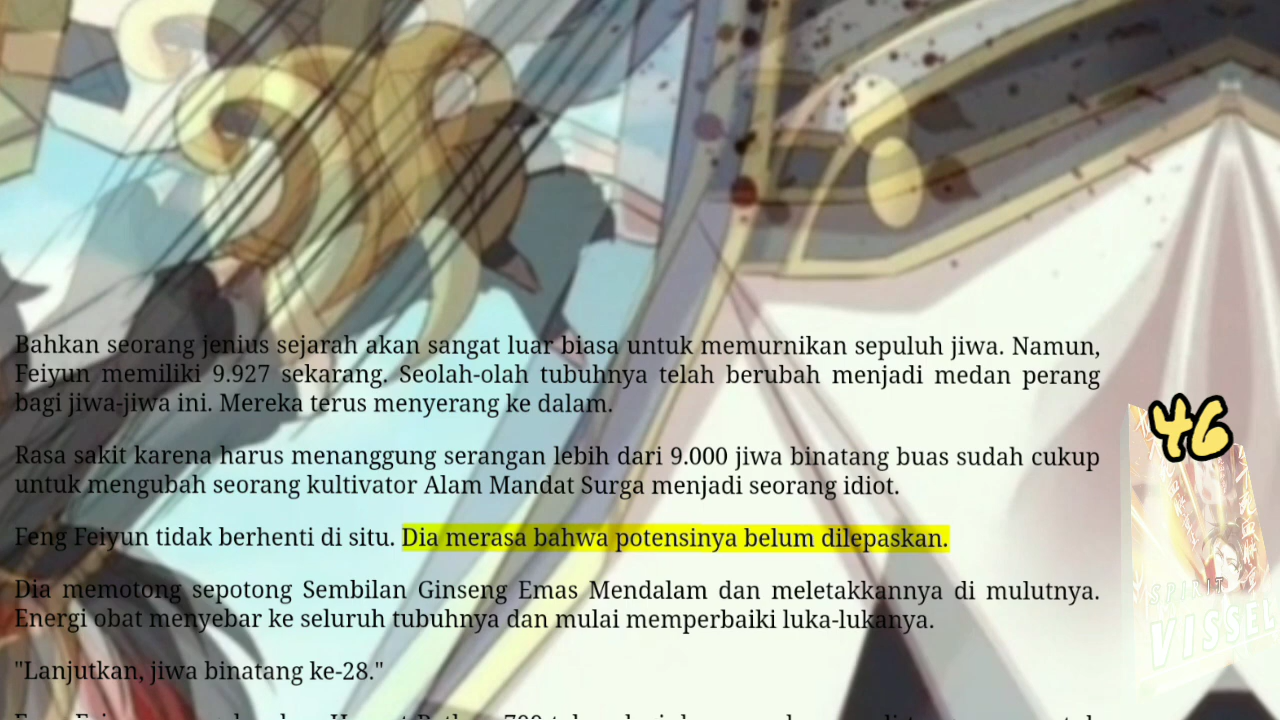 Bahkan seorang jenius sejarah akan sangat luar biasa untuk memurnikan sepuluh jiwa. Namun,
Feiyun memiliki 9.927 sekarang. Seolah-olah tubuhnya telah berubah menjadi medan perang
bagi jiwa-jiwa ini. Mereka terus menyerang ke dalam.
Rasa sakit karena harus menanggung serangan lebih dari 9.000 jiwa binatang buas sudah cukup
untuk mengubah seorang kultivator Alam Mandat Surga menjadi seorang idiot.
Feng Feiyun tidak berhenti di situ. Dia merasa bahwa potensinya belum dilepaskan.
Dia memotong sepotong Sembilan Ginseng Emas Mendalam dan meletakkannya di mulutnya.
Energi obat menyebar ke seluruh tubuhnya dan mulai memperbaiki luka-lukanya.
"Lanjutkan, jiwa binatang ke-28."
46
SPIRIT
VISSEL